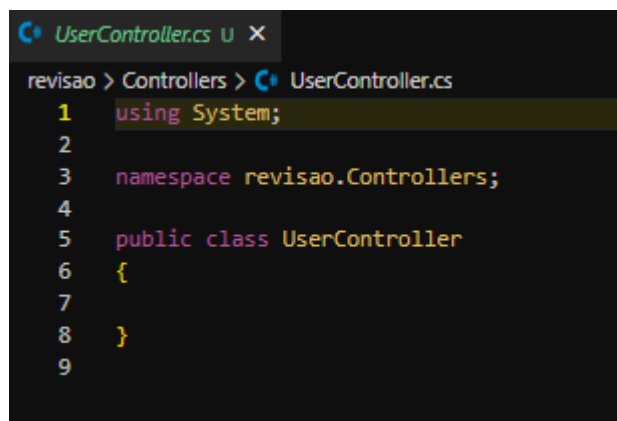 UserController.cs U X
revisao > Controllers > UserController.cs
1 using System;
2
3 namespace revisao.Controllers;
4
5 public class UserController
6 {
7
8 }
9